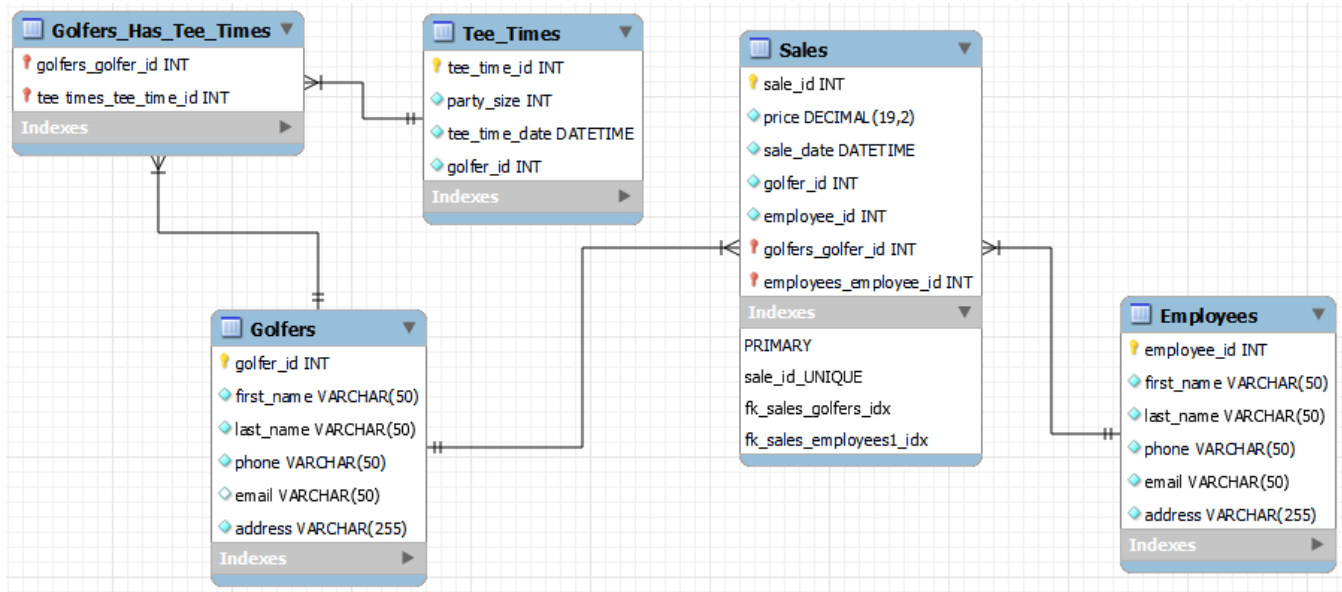 Golfers_Has_Tee_Times
golfers_golfer_id INT
tee times_tee_time_id INT
Indexes
Tee_Times
tee_time_id INT
party_size INT
tee_time_date DATETIME
golfer_id INT
Indexes
Sales
sale_id INT
price DECIMAL(19,2)
sale_date DATETIME
golfer_id INT
employee_id INT
golfers_golfer_id INT
employees_employee_id INT
Indexes
PRIMARY
sale_id_UNIQUE
fk_sales_golfers_idx
fk_sales_employees1_idx
Golfers
golfer_id INT
first_name VARCHAR(50)
last_name VARCHAR(50)
phone VARCHAR(50)
email VARCHAR(50)
address VARCHAR(255)
Indexes
Employees
employee_id INT
first_name VARCHAR(50)
last_name VARCHAR(50)
phone VARCHAR(50)
email VARCHAR(50)
address VARCHAR(255)
Indexes